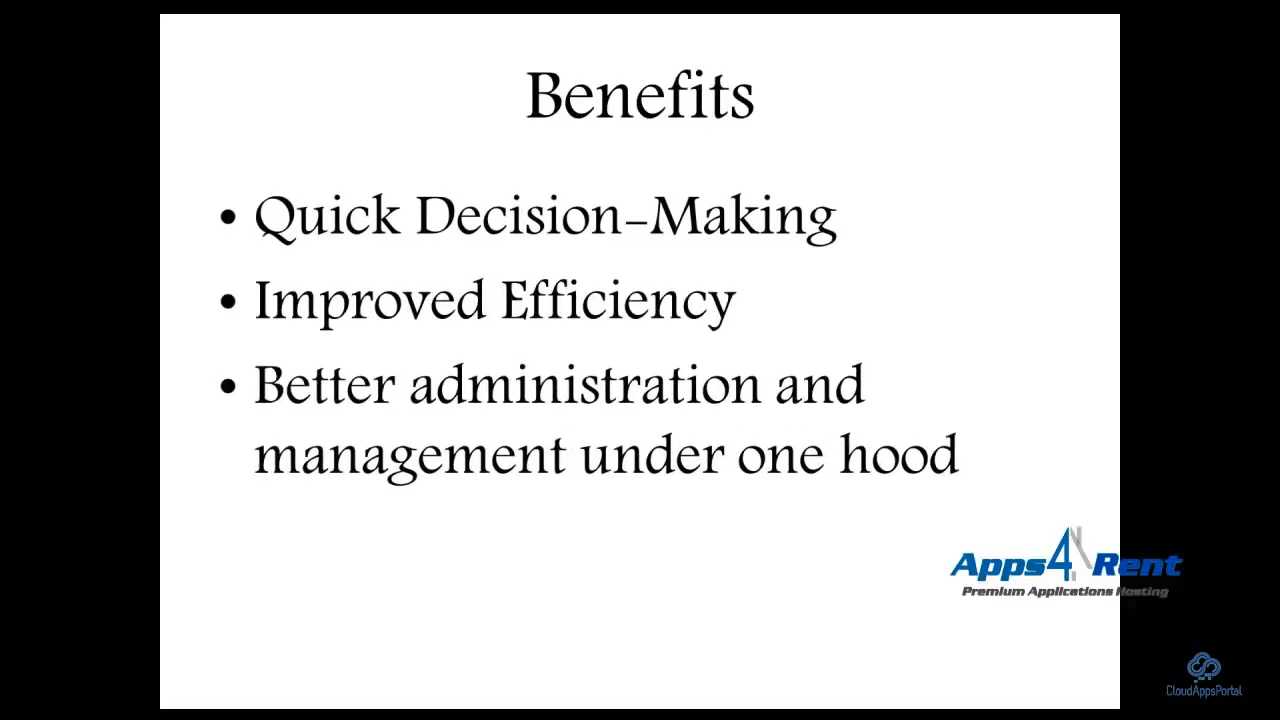 Benefits
• Quick Decision-Making
• Improved Efficiency
• Better administration and
management under one hood
Apps4Rent
Premium Applications Hosting
CloudAppsPortal